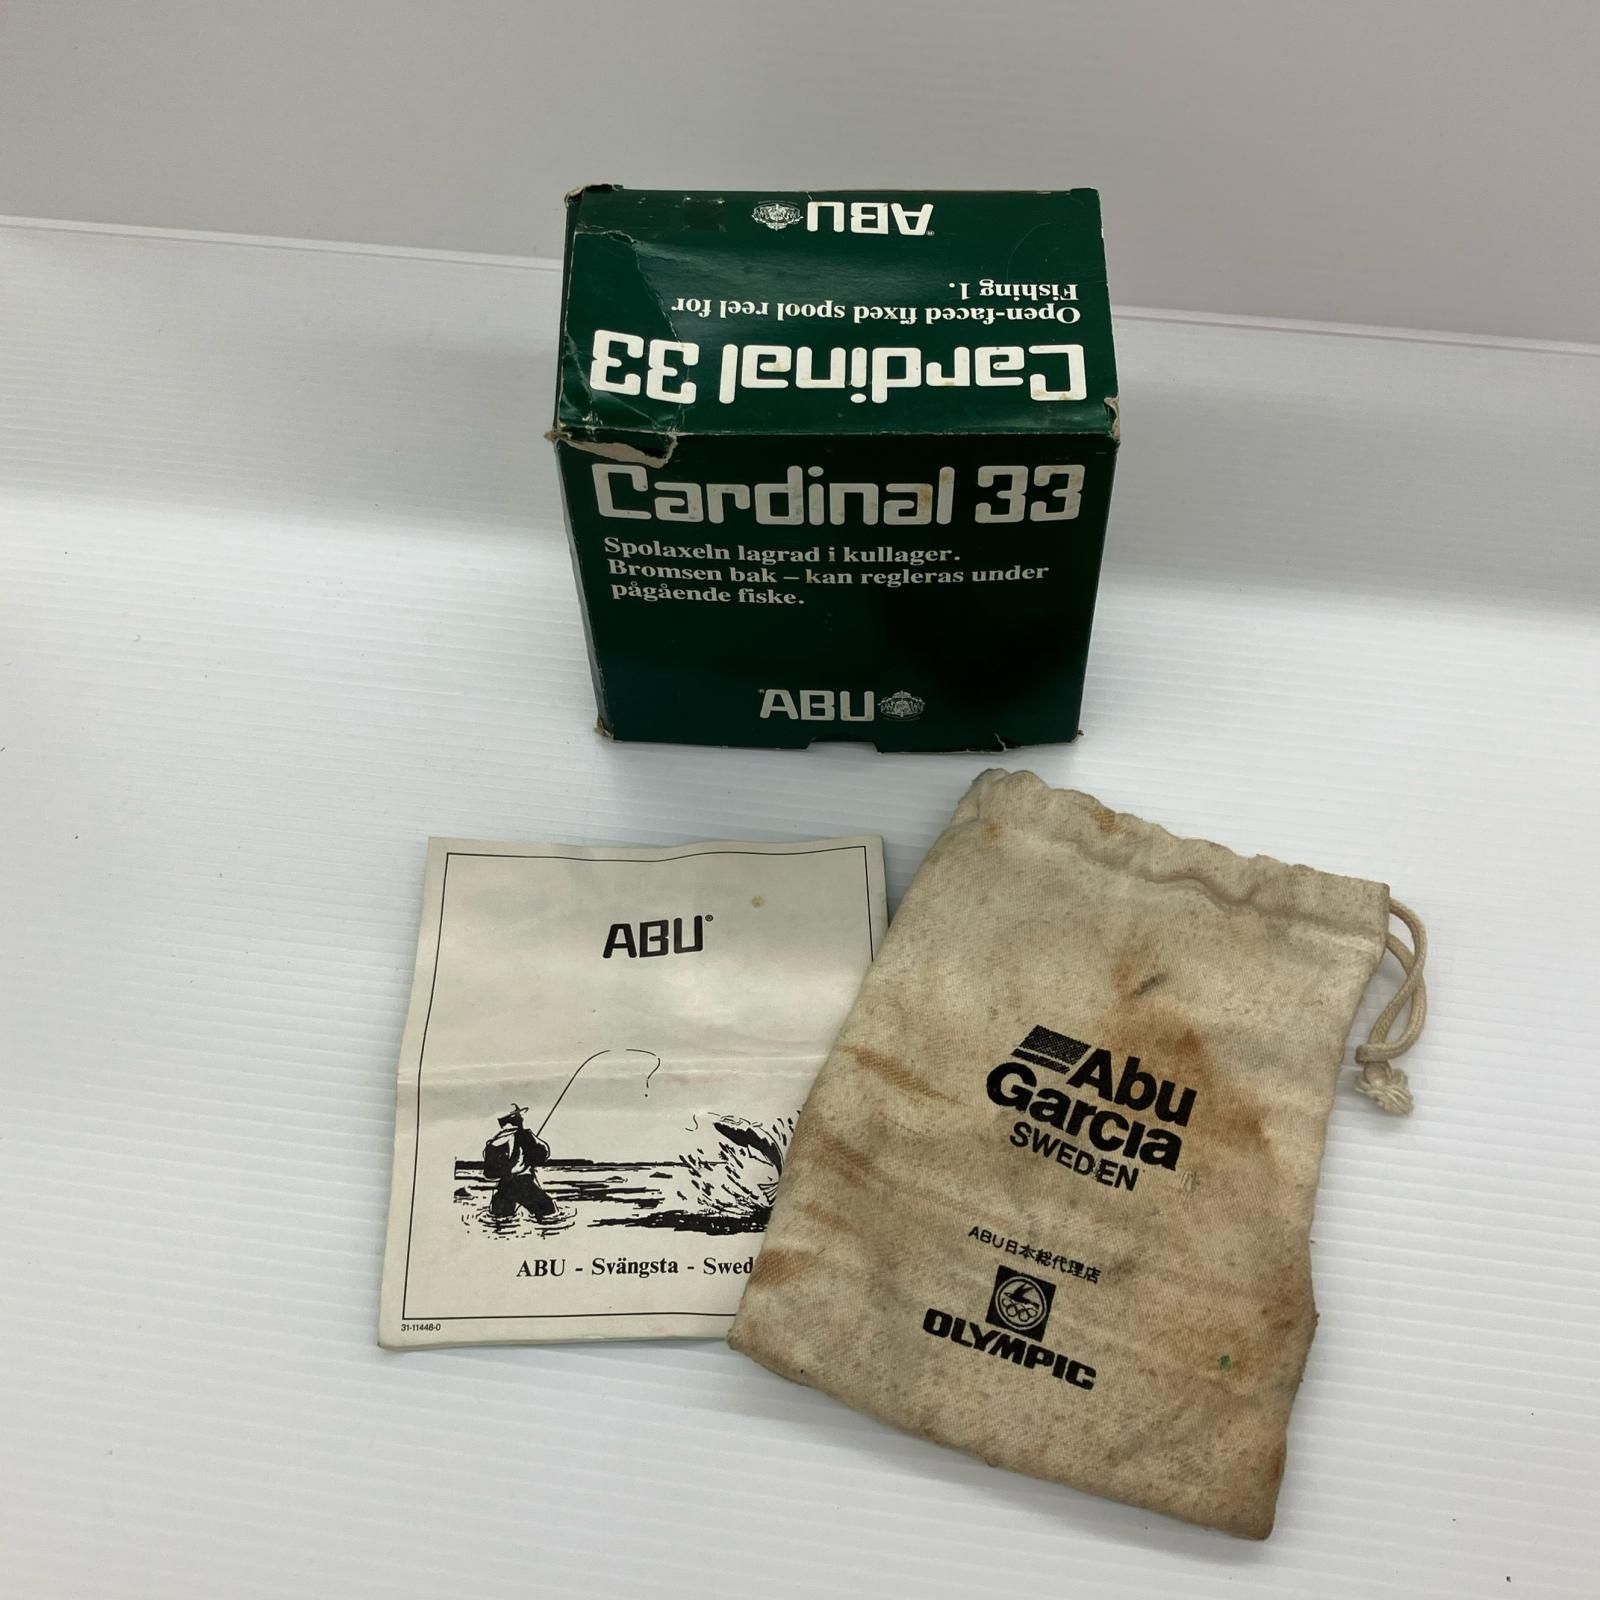 ABU®
Open-faced fixed spool reel for
Fishing 1.
Cardinal 33
Cardinal 33
Spolaxeln lagrad i kullager.
Bromsen bak – kan regleras under
pågående fiske.
®ABU
ABU®
ABU - Svängsta - Swed
31-11448-0
Abu
Garcia
SWEDEN
ABU日本総代理店
OLYMPIC